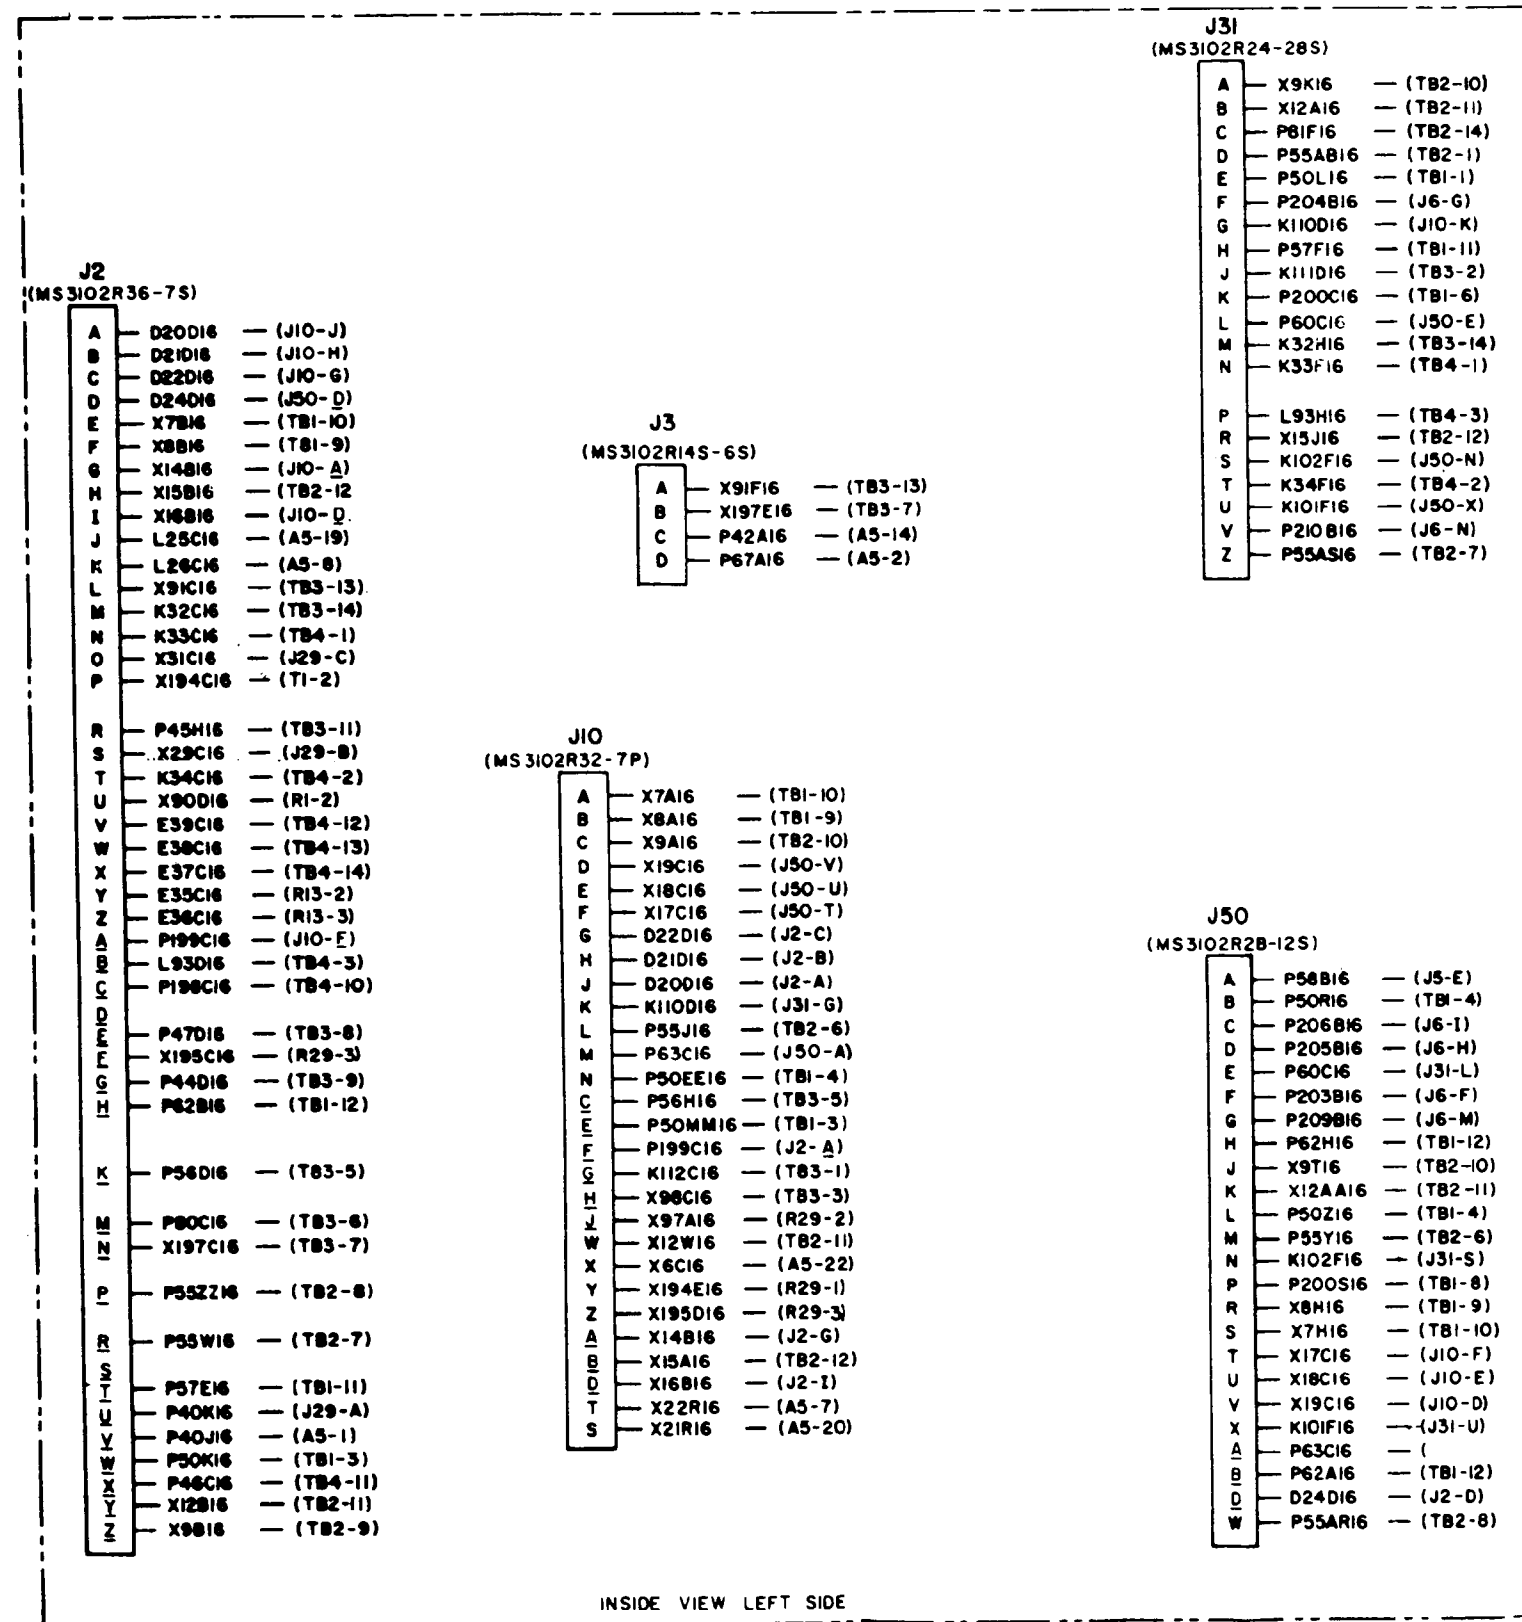 J31
(MS3102R24-28S)
A X9K16 — (TB2-10)
B X12A16 — (TB2-11)
C P81F16 — (TB2-14)
D P55AB16 — (TB2-1)
E P50L16 — (TB1-1)
F P204B16 — (J6-G)
G K110D16 — (J10-K)
H P57F16 — (TB1-11)
J K111D16 — (TB3-2)
K P200C16 — (TB1-6)
L P60C16 — (J50-E)
M K32H16 — (TB3-14)
N K33F16 — (TB4-1)
P L93H16 — (TB4-3)
R X15J16 — (TB2-12)
S K102F16 — (J50-N)
T K34F16 — (TB4-2)
U K101F16 — (J50-X)
V P210B16 — (J6-N)
Z P55AS16 — (TB2-7)
J2
(MS3102R36-7S)
A D20D16 — (J10-J)
B D21D16 — (J10-H)
C D22D16 — (J10-G)
D D24D16 — (J50-D)
E X7B16 — (TB1-10)
F X8B16 — (TB1-9)
G X14B16 — (J10-A)
H X15B16 — (TB2-12
I X16B16 — (J10-D.
J L25C16 — (A5-19)
K L26C16 — (A5-8)
L X91C16 — (TB3-13)
M K32C16 — (TB3-14)
N K33C16 — (TB4-1)
O X31C16 — (J29-C)
P X194C16 — (T1-2)
R P45H16 — (TB3-11)
S X29C16 — (J29-B)
T K34C16 — (TB4-2)
U X90D16 — (R1-2)
V E39C16 — (TB4-12)
W E38C16 — (TB4-13)
X E37C16 — (TB4-14)
Y E35C16 — (R13-2)
Z E36C16 — (R13-3)
A P199C16 — (J10-F)
B L93D16 — (TB4-3)
C P198C16 — (TB4-10)
D
E P47D16 — (TB3-8)
F X195C16 — (R29-3)
G P44D16 — (TB3-9)
H P62B16 — (TB1-12)
K P56D16 — (TB3-5)
M P80C16 — (TB3-6)
N X197C16 — (TB3-7)
P P55ZZ16 — (TB2-8)
R P55W16 — (TB2-7)
S
T P57E16 — (TB1-11)
U P40K16 — (J29-A)
V P40J16 — (A5-1)
W P50K16 — (TB1-3)
X P46C16 — (TB4-11)
Y X12B16 — (TB2-11)
Z X9B16 — (TB2-9)
J3
(MS3102R14S-6S)
A X91F16 — (TB3-13)
B X197E16 — (TB3-7)
C P42A16 — (A5-14)
D P67A16 — (A5-2)
J10
(MS3102R32-7P)
A X7A16 — (TB1-10)
B X8A16 — (TB1-9)
C X9A16 — (TB2-10)
D X19C16 — (J50-V)
E X18C16 — (J50-U)
F X17C16 — (J50-T)
G D22D16 — (J2-C)
H D21D16 — (J2-B)
J D20D16 — (J2-A)
K K110D16 — (J31-G)
L P55J16 — (TB2-6)
M P63C16 — (J50-A)
N P50EE16 — (TB1-4)
C P56H16 — (TB3-5)
E P50MM16 — (TB1-3)
F P199C16 — (J2-A)
G K112C16 — (TB3-1)
H X98C16 — (TB3-3)
J X97A16 — (R29-2)
W X12W16 — (TB2-11)
X X6C16 — (A5-22)
Y X194E16 — (R29-1)
Z X195D16 — (R29-3)
A X14B16 — (J2-G)
B X15A16 — (TB2-12)
D X16B16 — (J2-I)
T X22R16 — (A5-7)
S X21R16 — (A5-20)
J50
(MS3102R28-12S)
A P58B16 — (J5-E)
B P50R16 — (TB1-4)
C P206B16 — (J6-I)
D P205B16 — (J6-H)
E P60C16 — (J31-L)
F P203B16 — (J6-F)
G P209B16 — (J6-M)
H P62H16 — (TB1-12)
J X9T16 — (TB2-10)
K X12AA16 — (TB2-11)
L P50Z16 — (TB1-4)
M P55Y16 — (TB2-6)
N K102F16 — (J31-S)
P P200S16 — (TB1-8)
R X8H16 — (TB1-9)
S X7H16 — (TB1-10)
T X17C16 — (J10-F)
U X18C16 — (J10-E)
V X19C16 — (J10-D)
X K101F16 — (J31-U)
A P63C16 — (
B P62A16 — (TB1-12)
D D24D16 — (J2-D)
W P55AR16 — (TB2-8)
INSIDE VIEW LEFT SIDE